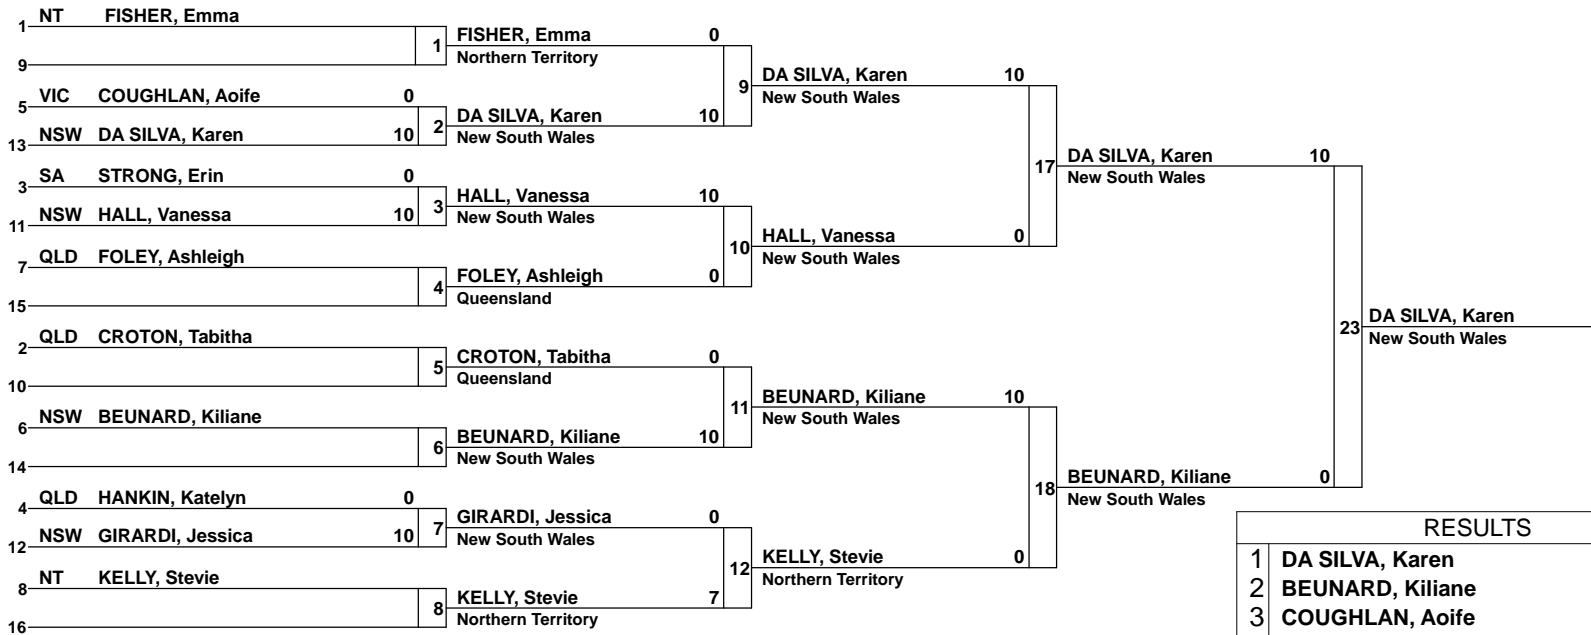 1 NT FISHER, Emma
9
1 FISHER, Emma 0
Northern Territory
5 VIC COUGHLAN, Aoife 0
13 NSW DA SILVA, Karen 10
2 DA SILVA, Karen 10
New South Wales
9 DA SILVA, Karen 10
New South Wales
3 SA STRONG, Erin 0
11 NSW HALL, Vanessa 10
3 HALL, Vanessa 10
New South Wales
7 QLD FOLEY, Ashleigh
15
4 FOLEY, Ashleigh 0
Queensland
10 HALL, Vanessa 0
New South Wales
17 DA SILVA, Karen 10
New South Wales
2 QLD CROTON, Tabitha
10
5 CROTON, Tabitha 0
Queensland
6 NSW BEUNARD, Kiliane
14
6 BEUNARD, Kiliane 10
New South Wales
11 BEUNARD, Kiliane 10
New South Wales
4 QLD HANKIN, Katelyn 0
12 NSW GIRARDI, Jessica 10
7 GIRARDI, Jessica 0
New South Wales
8 NT KELLY, Stevie
16
8 KELLY, Stevie 7
Northern Territory
12 KELLY, Stevie 0
Northern Territory
18 BEUNARD, Kiliane 0
New South Wales
23 DA SILVA, Karen
New South Wales
RESULTS
1 DA SILVA, Karen
2 BEUNARD, Kiliane
3 COUGHLAN, Aoife